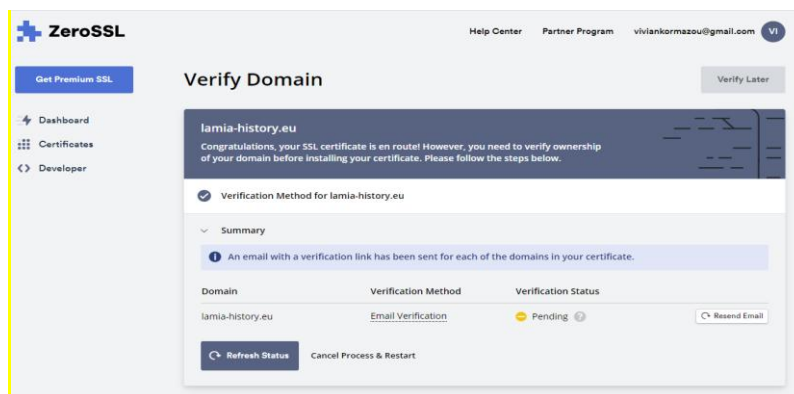 ZeroSSL
Help Center Partner Program viviankormazou@gmail.com VI
Get Premium SSL
Verify Domain
Verify Later
Dashboard
Certificates
Developer
lamia-history.eu
Congratulations, your SSL certificate is en route! However, you need to verify ownership
of your domain before installing your certificate. Please follow the steps below.
Verification Method for lamia-history.eu
Summary
An email with a verification link has been sent for each of the domains in your certificate.
Domain Verification Method Verification Status
lamia-history.eu Email Verification Pending Resend Email
Refresh Status Cancel Process & Restart